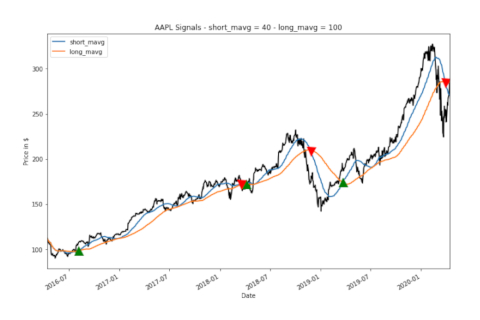 AAPL Signals - short_mavg = 40 - long_mavg = 100
short_mavg
long_mavg
Price in $
300
250
200
150
100
2016-07
2017-01
2017-07
2018-01
2018-07
2019-01
2019-07
2020-01
Date